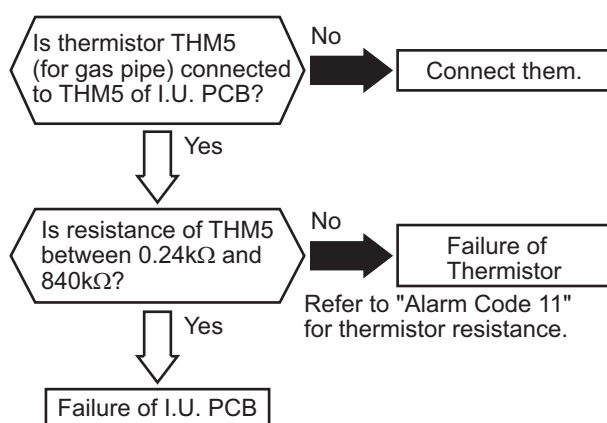 Is thermistor THM5
(for gas pipe) connected
to THM5 of I.U. PCB?
No
Connect them.
Yes
Is resistance of THM5
between 0.24kΩ and
840kΩ?
No
Failure of
Thermistor
Refer to "Alarm Code 11"
for thermistor resistance.
Yes
Failure of I.U. PCB